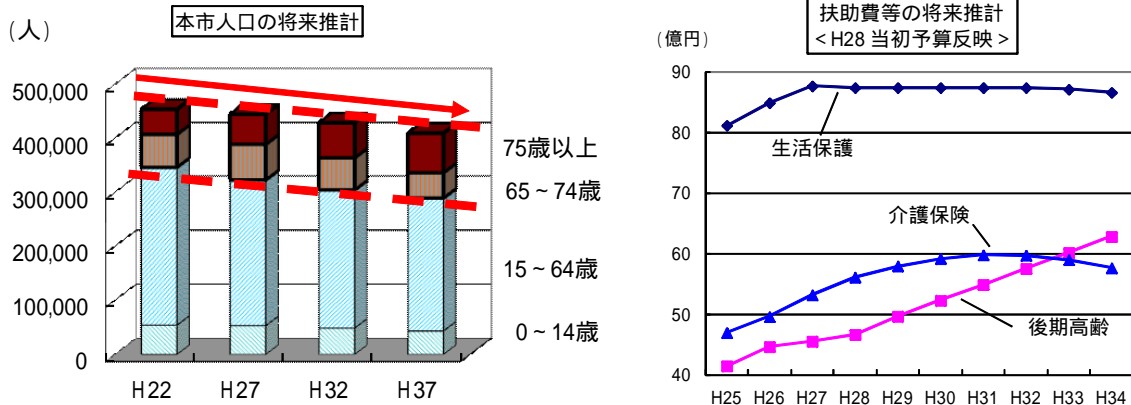 本市人口の将来推計
(人)
500,000
400,000
300,000
200,000
100,000
0
H22 H27 H32 H37
75歳以上
65~74歳
15~64歳
0~14歳
扶助費等の将来推計
<H28 当初予算反映>
(億円)
90
80
70
60
50
40
生活保護
介護保険
後期高齢
H25 H26 H27 H28 H29 H30 H31 H32 H33 H34